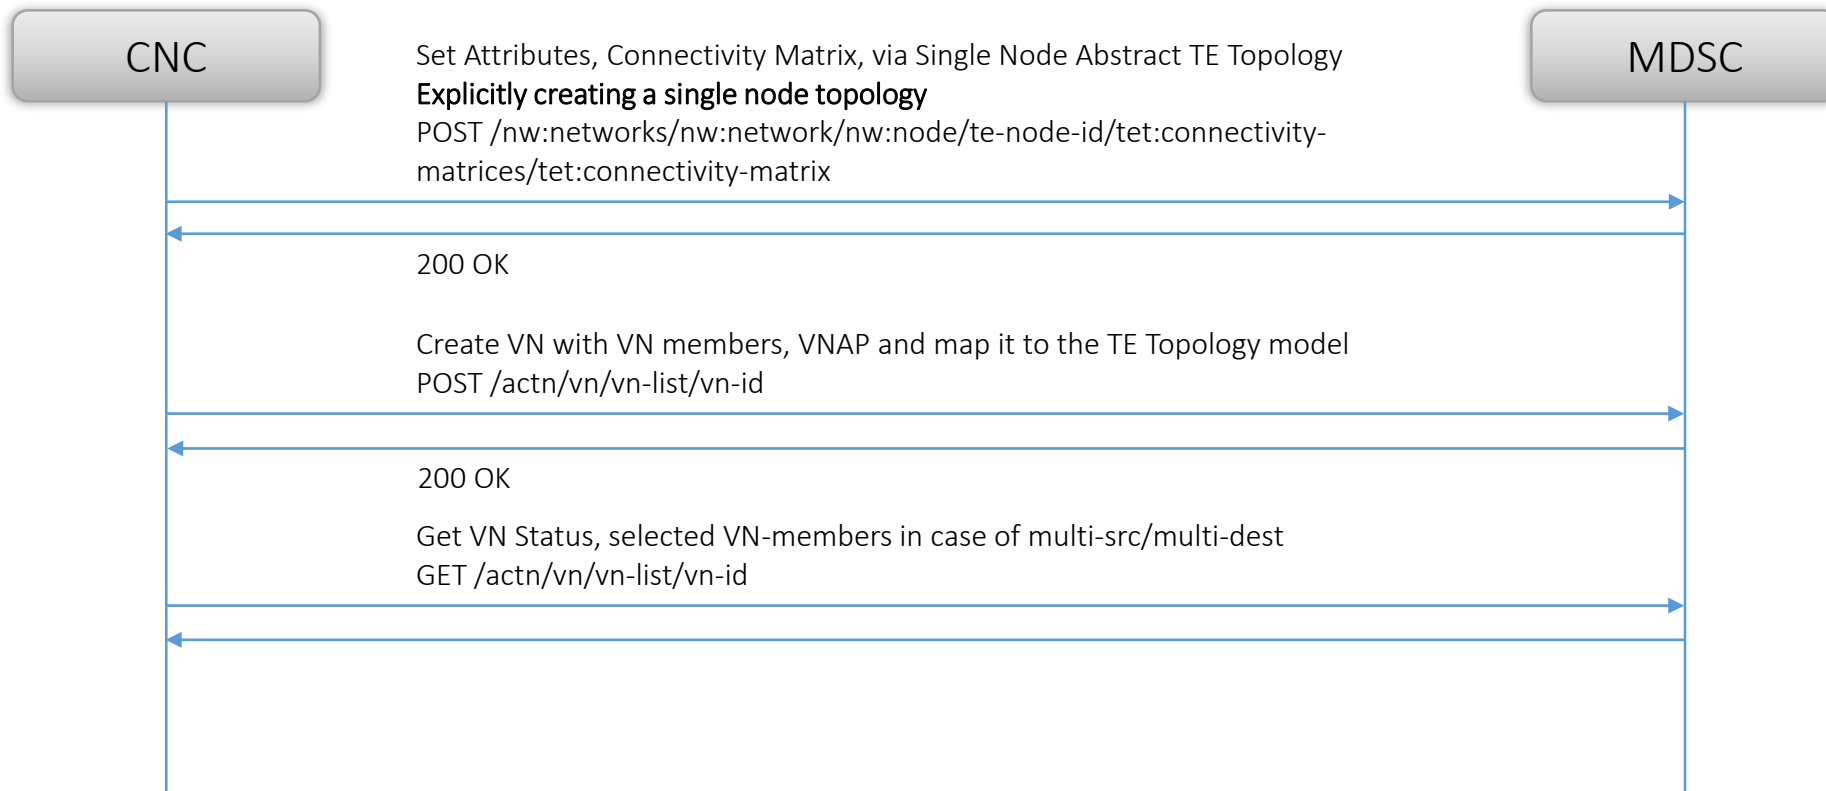 CNC
MDSC
Set Attributes, Connectivity Matrix, via Single Node Abstract TE Topology
Explicitly creating a single node topology
POST /nw:networks/nw:network/nw:node/te-node-id/tet:connectivity-
matrices/tet:connectivity-matrix
200 OK
Create VN with VN members, VNAP and map it to the TE Topology model
POST /actn/vn/vn-list/vn-id
200 OK
Get VN Status, selected VN-members in case of multi-src/multi-dest
GET /actn/vn/vn-list/vn-id